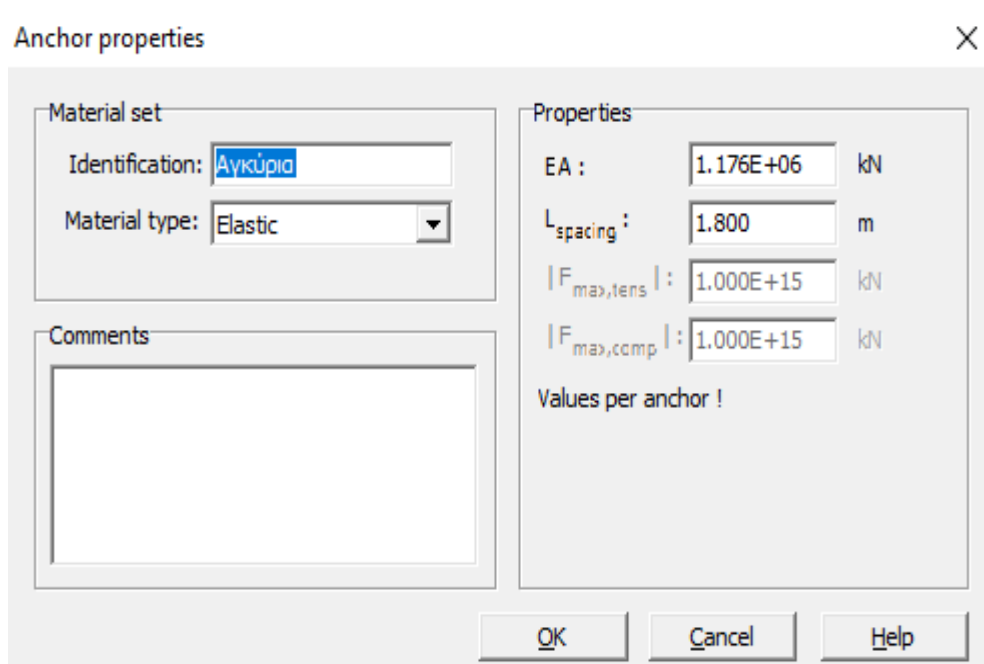 Anchor properties
Material set
Identification: Αγκύρια
Material type: Elastic
Comments
Properties
EA : 1.176E+06 kN
Lspacing : 1.800 m
|Fmax,tens| : 1.000E+15 kN
|Fmax,comp| : 1.000E+15 kN
Values per anchor !
OK Cancel Help